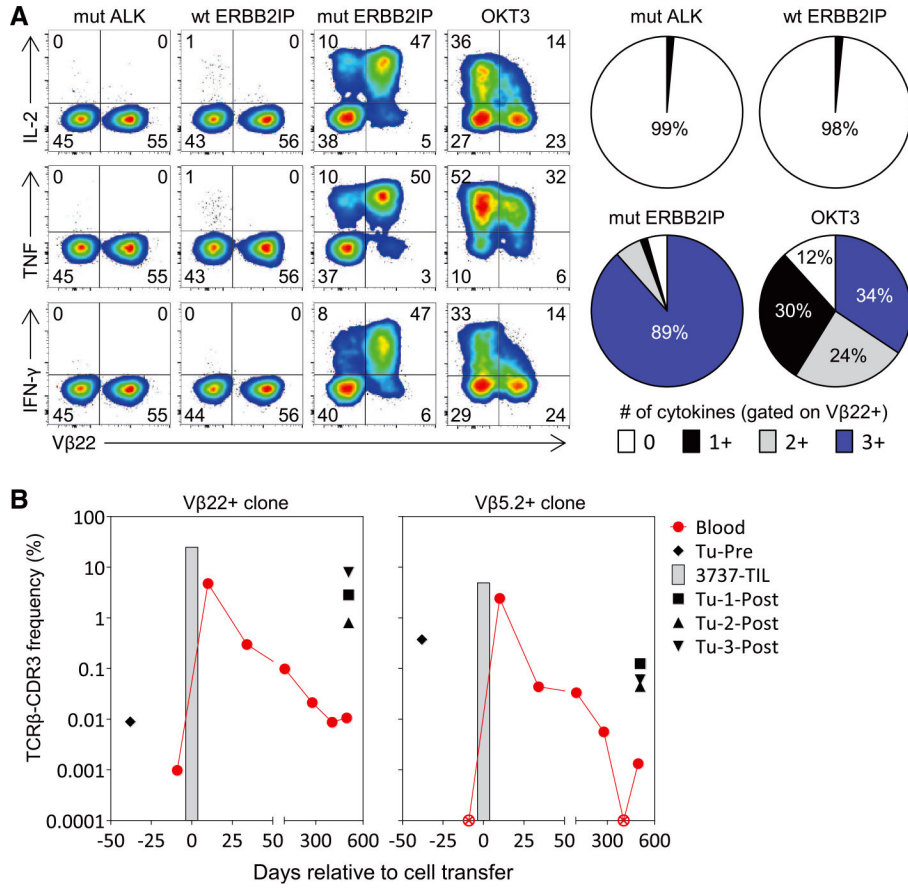 A
mut ALK wt ERBB2IP mut ERBB2IP OKT3
IL-2
0 0 1 0 10 47 36 14
45 55 43 56 38 5 27 23
TNF
0 0 1 0 10 50 52 32
45 55 43 56 37 3 10 6
IFN-γ
0 0 0 0 8 47 33 14
45 55 44 56 40 6 29 24
Vβ22
mut ALK wt ERBB2IP
99% 98%
mut ERBB2IP OKT3
89% 12% 34% 30% 24%
# of cytokines (gated on Vβ22+)
0 1+ 2+ 3+
B
Vβ22+ clone Vβ5.2+ clone
TCRβ-CDR3 frequency (%)
100
10
1
0.1
0.01
0.001
0.0001
-50 -25 0 25 50 300 600
-50 -25 0 25 50 300 600
Days relative to cell transfer
Blood
Tu-Pre
3737-TIL
Tu-1-Post
Tu-2-Post
Tu-3-Post